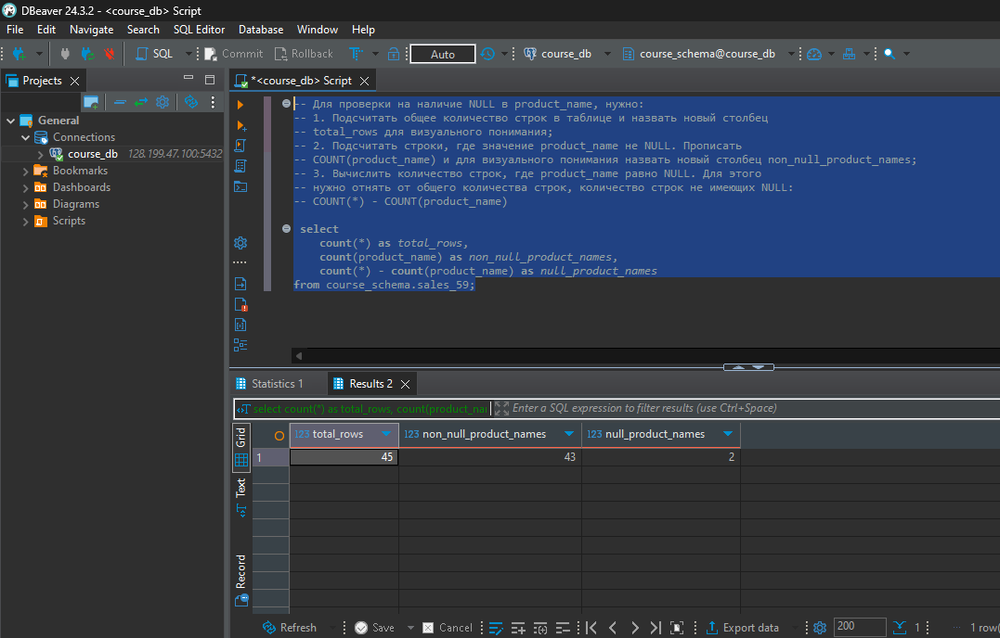 DBeaver 24.3.2 - <course_db> Script
File Edit Navigate Search SQL Editor Database Window Help
SQL Commit Rollback Auto course_db course_schema@course_db
Projects
*<course_db> Script
General
Connections
course_db 128.199.47.100:5432
Bookmarks
Dashboards
Diagrams
Scripts
-- Для проверки на наличие NULL в product_name, нужно:
-- 1. Подсчитать общее количество строк в таблице и назвать новый столбец
-- total_rows для визуального понимания;
-- 2. Подсчитать строки, где значение product_name не NULL. Прописать
-- COUNT(product_name) и для визуального понимания назвать новый столбец non_null_product_names;
-- 3. Вычислить количество строк, где product_name равно NULL. Для этого
-- нужно отнять от общего количества строк, количество строк не имеющих NULL:
-- COUNT(*) - COUNT(product_name)
select
count(*) as total_rows,
count(product_name) as non_null_product_names,
count(*) - count(product_name) as null_product_names
from course_schema.sales_59;
Statistics 1
Results 2
select count(*) as total_rows, count(product_nar
Enter a SQL expression to filter results (use Ctrl+Space)
Grid
Text
Record
123 total_rows
123 non_null_product_names
123 null_product_names
1 45 43 2
Refresh Save Cancel Export data 200 1 1 row(